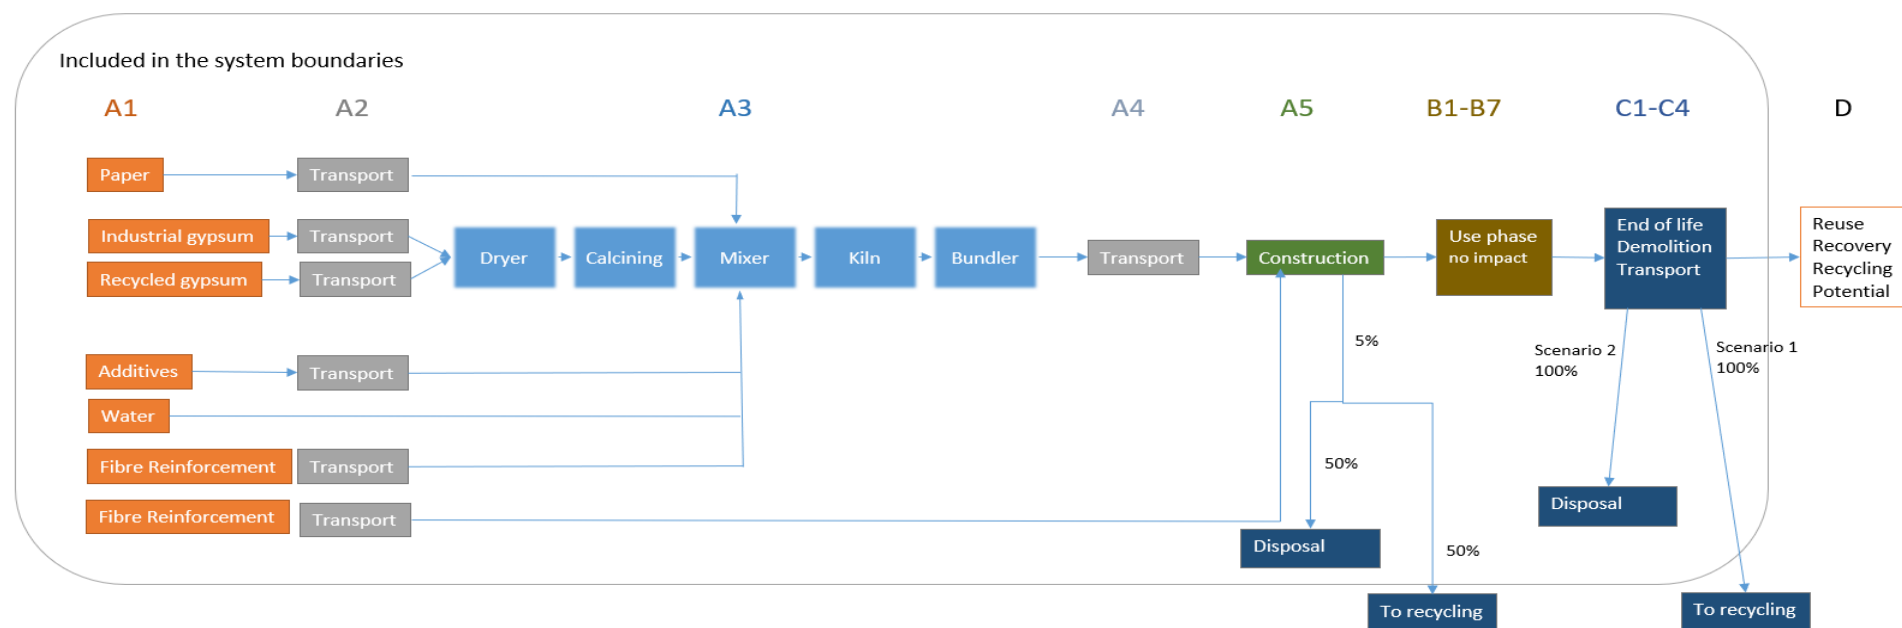 Included in the system boundaries
A1
A2
A3
A4
A5
B1-B7
C1-C4
D
Paper
Transport
Industrial gypsum
Transport
Recycled gypsum
Transport
Dryer
Calcining
Mixer
Kiln
Bundler
Transport
Construction
Use phase
no impact
End of life
Demolition
Transport
Reuse
Recovery
Recycling
Potential
Additives
Transport
Water
Fibre Reinforcement
Transport
Fibre Reinforcement
Transport
5%
50%
Disposal
50%
To recycling
Scenario 2
100%
Disposal
Scenario 1
100%
To recycling